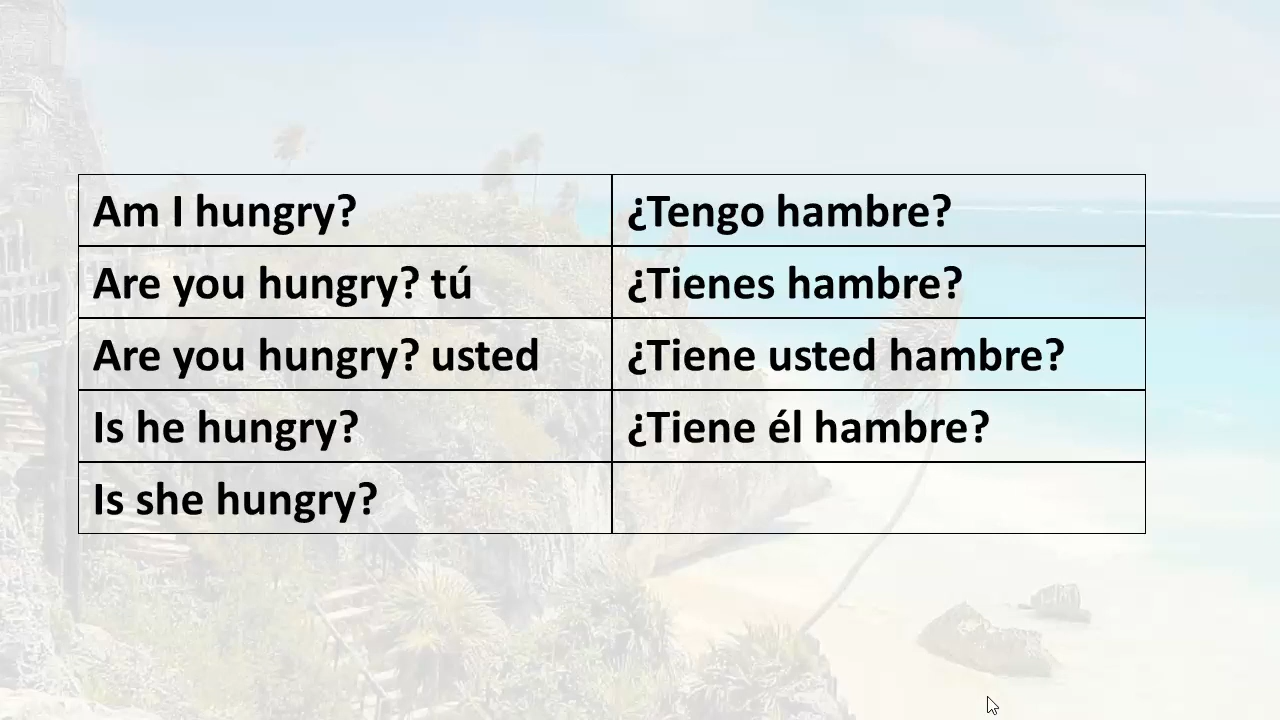 Am I hungry? ¿Tengo hambre?
Are you hungry? tú ¿Tienes hambre?
Are you hungry? usted ¿Tiene usted hambre?
Is he hungry? ¿Tiene él hambre?
Is she hungry?